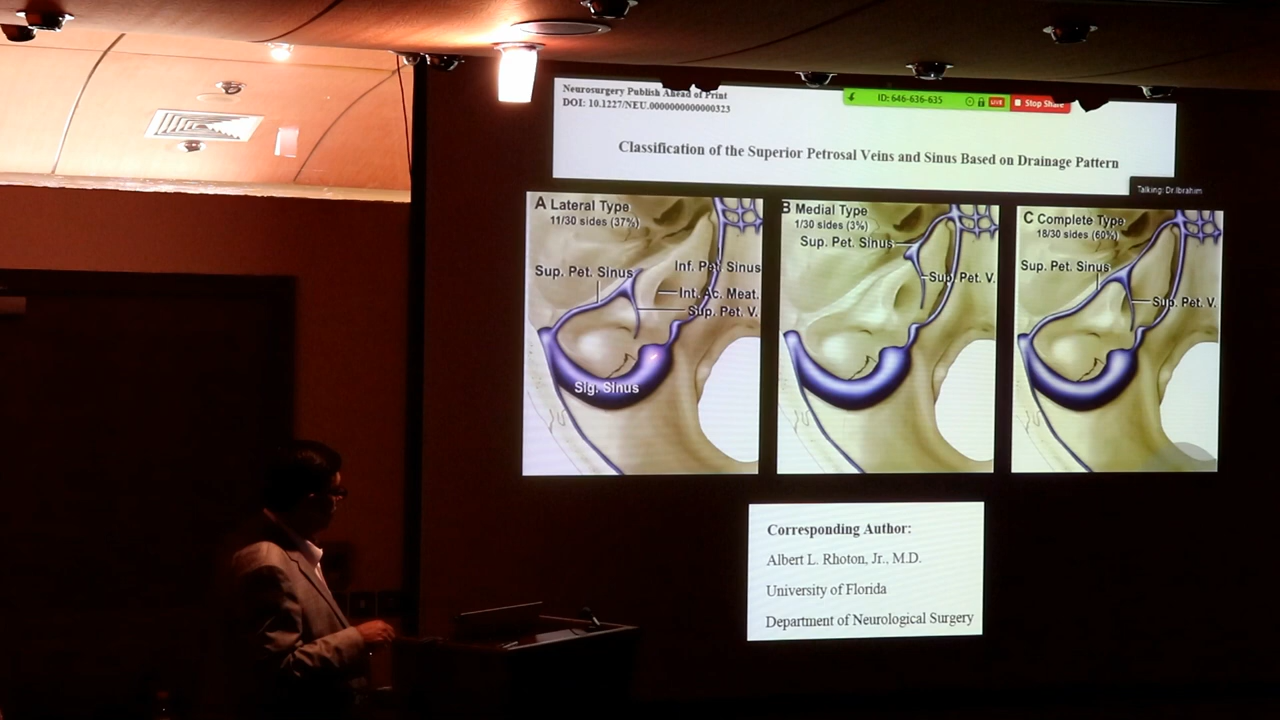 Neurosurgery Publish Ahead of Print
DOI: 10.1227/NEU.0000000000000323
ID: 646-636-635
LIVE
Stop Share
Classification of the Superior Petrosal Veins and Sinus Based on Drainage Pattern
Talking: Dr Ibrahim
A Lateral Type
11/30 sides (37%)
Sup. Pet. Sinus
Inf. Pet. Sinus
Int. Ac. Meat.
Sup. Pet. V.
Sig. Sinus
B Medial Type
1/30 sides (3%)
Sup. Pet. Sinus
Sup. Pet. V.
C Complete Type
18/30 sides (60%)
Sup. Pet. Sinus
Sup. Pet. V.
Corresponding Author:
Albert L. Rhoton, Jr., M.D.
University of Florida
Department of Neurological Surgery